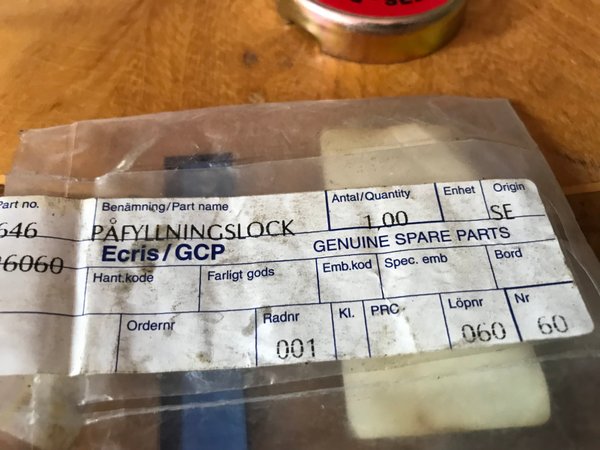 Part no.
Benämning/Part name
Antal/Quantity
Enhet
Origin
646
PÅFYLLNINGSLOCK
1,00
SE
6060
Ecris/GCP
GENUINE SPARE PARTS
Hant.kode
Farligt gods
Emb.kod
Spec. emb
Bord
Ordernr
Radnr
Kl.
PRC
Löpnr
Nr
001
060
60